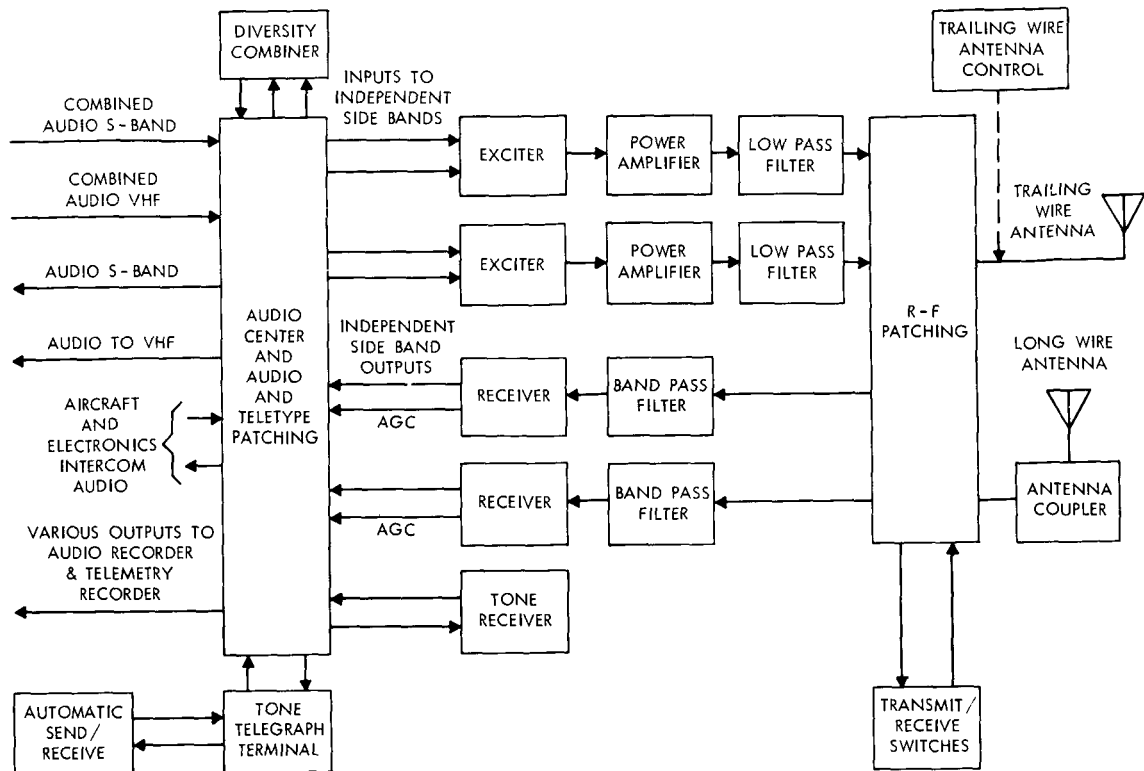 DIVERSITY
COMBINER
TRAILING WIRE
ANTENNA
CONTROL
INPUTS TO
INDEPENDENT
SIDE BANDS
COMBINED
AUDIO S-BAND
EXCITER
POWER
AMPLIFIER
LOW PASS
FILTER
COMBINED
AUDIO VHF
TRAILING
WIRE
ANTENNA
EXCITER
POWER
AMPLIFIER
LOW PASS
FILTER
AUDIO S-BAND
AUDIO
CENTER
AND
AUDIO
AND
TELETYPE
PATCHING
R-F
PATCHING
AUDIO TO VHF
INDEPENDENT
SIDE BAND
OUTPUTS
AGC
RECEIVER
BAND PASS
FILTER
LONG WIRE
ANTENNA
AIRCRAFT
AND
ELECTRONICS
INTERCOM
AUDIO
AGC
RECEIVER
BAND PASS
FILTER
ANTENNA
COUPLER
VARIOUS OUTPUTS TO
AUDIO RECORDER
& TELEMETRY
RECORDER
TONE
RECEIVER
AUTOMATIC
SEND/
RECEIVE
TONE
TELEGRAPH
TERMINAL
TRANSMIT/
RECEIVE
SWITCHES